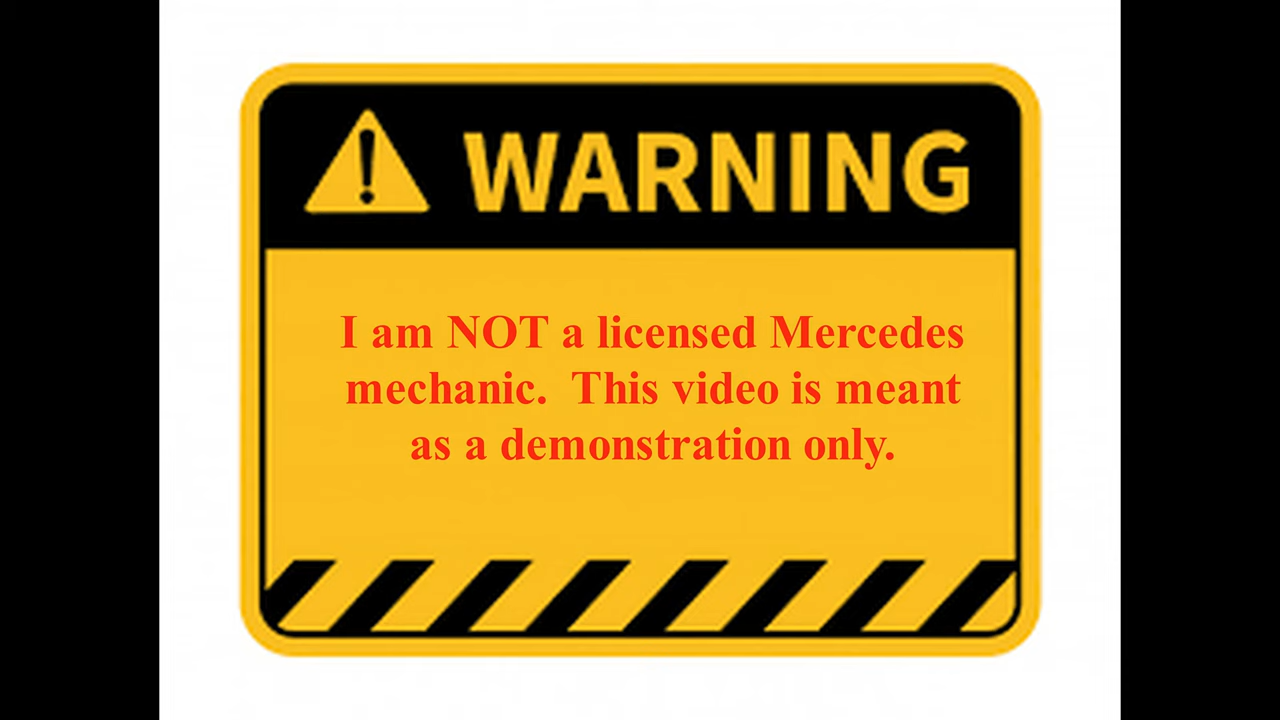 WARNING
I am NOT a licensed Mercedes
mechanic.  This video is meant
as a demonstration only.